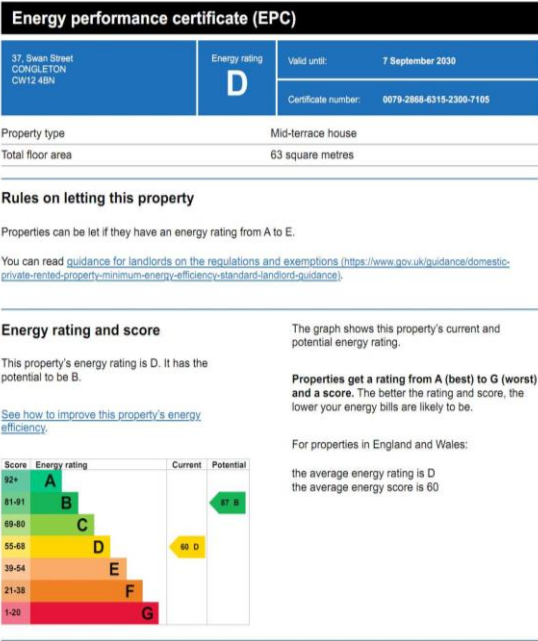 Energy performance certificate (EPC)
37, Swan Street
CONGLETON
CW12 4BN
Energy rating
D
Valid until:
7 September 2030
Certificate number:
0079-2868-6315-2300-7105
Property type
Mid-terrace house
Total floor area
63 square metres
Rules on letting this property
Properties can be let if they have an energy rating from A to E.
You can read guidance for landlords on the regulations and exemptions (https://www.gov.uk/guidance/domestic-
private-rented-property-minimum-energy-efficiency-standard-landlord-guidance).
Energy rating and score
This property's energy rating is D. It has the
potential to be B.
See how to improve this property's energy
efficiency.
Score Energy rating Current Potential
92+ A
81-91 B 87 B
69-80 C
55-68 D 60 D
39-54 E
21-38 F
1-20 G
The graph shows this property's current and
potential energy rating.
Properties get a rating from A (best) to G (worst)
and a score. The better the rating and score, the
lower your energy bills are likely to be.
For properties in England and Wales:
the average energy rating is D
the average energy score is 60